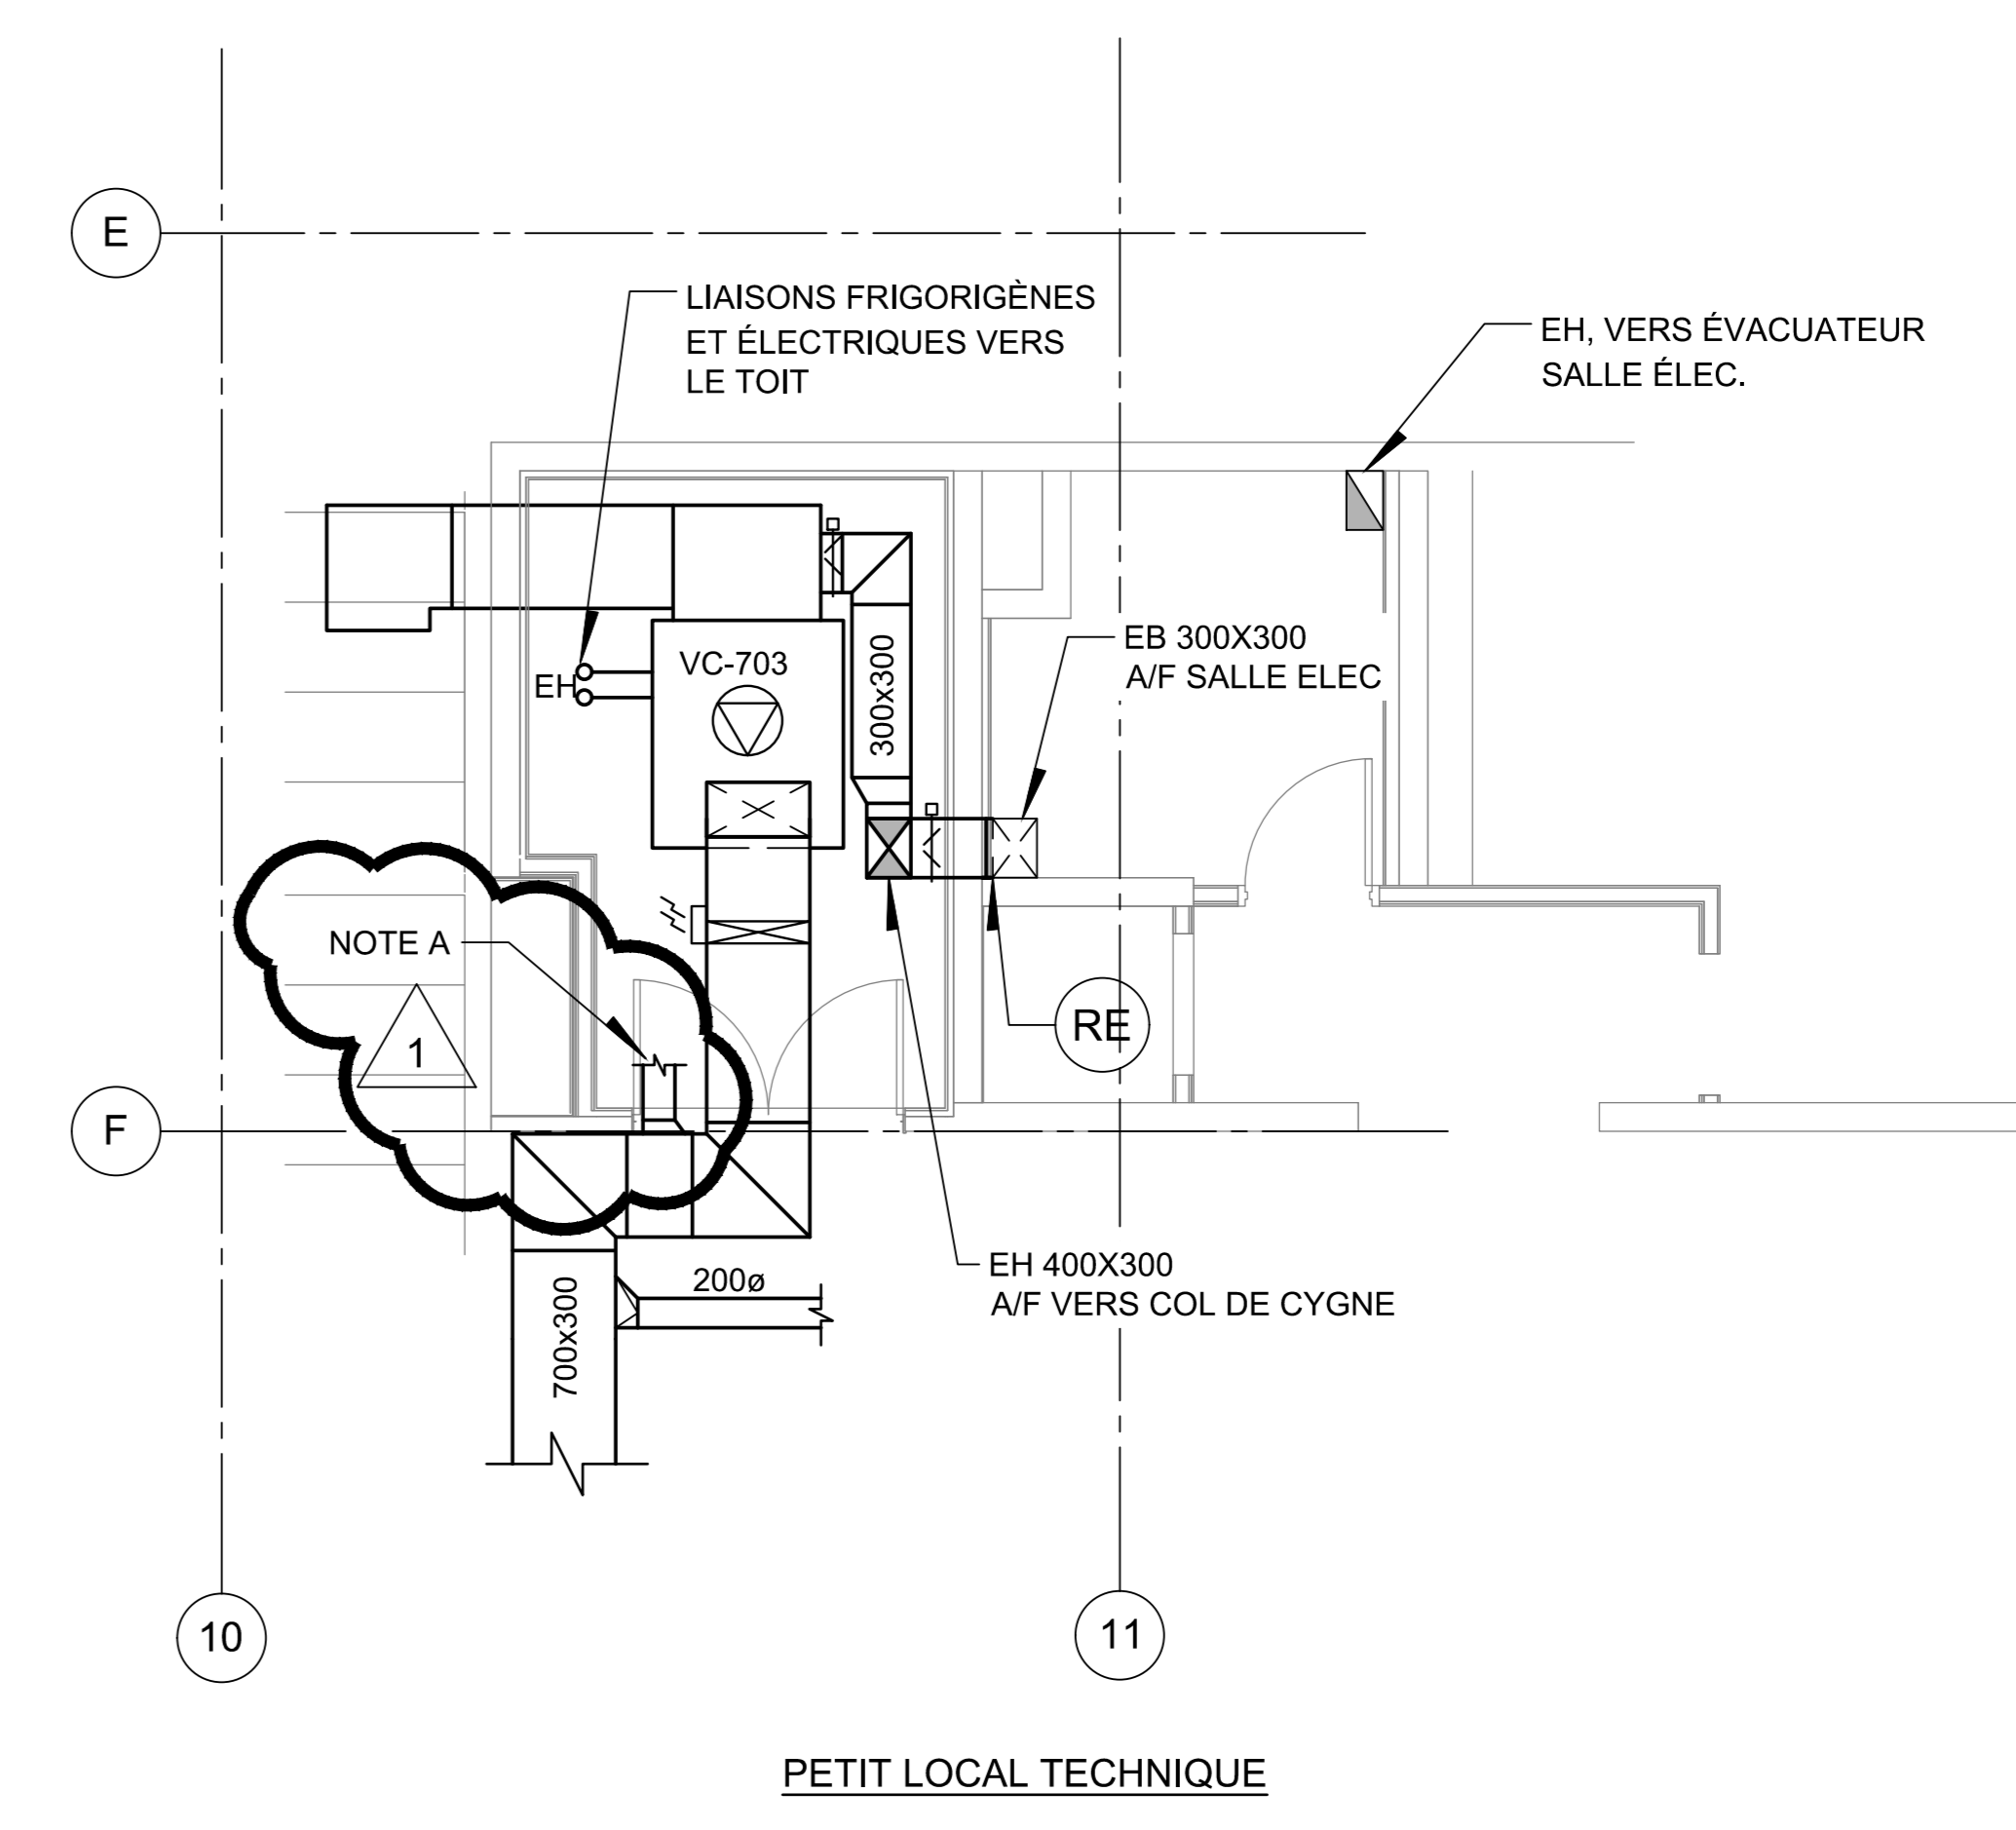 E
LIAISONS FRIGORIGÈNES
ET ÉLECTRIQUES VERS
LE TOIT
EH, VERS ÉVACUATEUR
SALLE ÉLEC.
EB 300X300
A/F SALLE ELEC
VC-703
EH
300x300
NOTE A
1
RE
F
EH 400X300
A/F VERS COL DE CYGNE
200ø
700x300
10
11
PETIT LOCAL TECHNIQUE